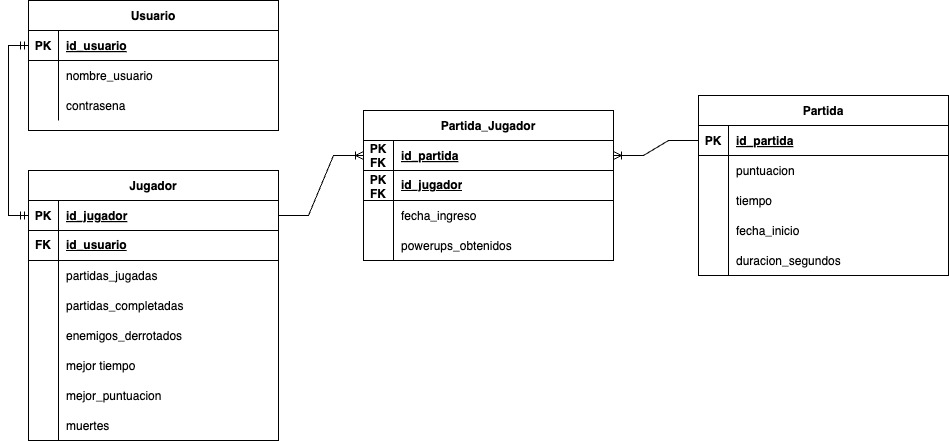 Usuario
PK id_usuario
nombre_usuario
contrasena
Jugador
PK id_jugador
FK id_usuario
partidas_jugadas
partidas_completadas
enemigos_derrotados
mejor tiempo
mejor_puntuacion
muertes
Partida_Jugador
PK
FK id_partida
PK
FK id_jugador
fecha_ingreso
powerups_obtenidos
Partida
PK id_partida
puntuacion
tiempo
fecha_inicio
duracion_segundos